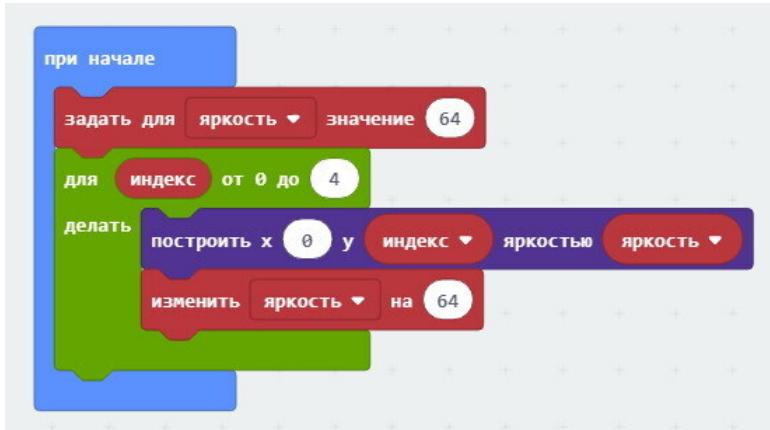 при начале
задать для яркость значение 64
для индекс от 0 до 4
делать
построить x 0 y индекс яркостью яркость
изменить яркость на 64